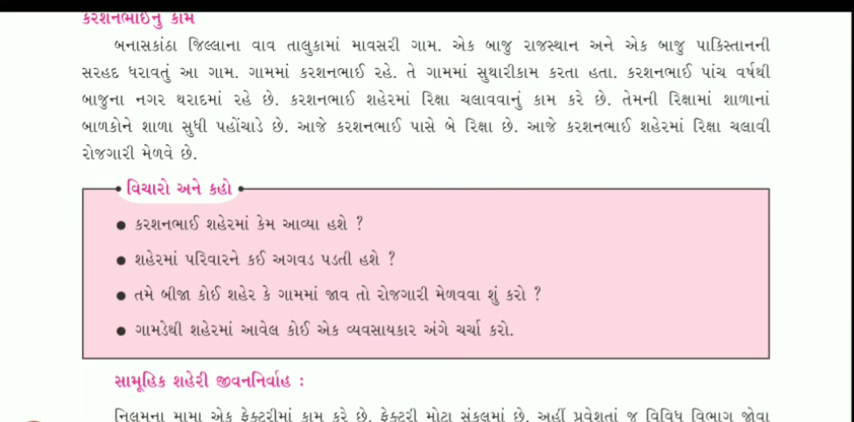 કરશનભાઈનું કામ
બનાસકાંઠા જિલ્લાના વાવ તાલુકામાં માવસરી ગામ. એક બાજુ રાજસ્થાન અને એક બાજુ પાકિસ્તાનની
સરહદ ધરાવતું આ ગામ. ગામમાં કરશનભાઈ રહે. તે ગામમાં સુથારીકામ કરતા હતા. કરશનભાઈ પાંચ વર્ષથી
બાજુના નગર થરાદમાં રહે છે. કરશનભાઈ શહેરમાં રિક્ષા ચલાવવાનું કામ કરે છે. તેમની રિક્ષામાં શાળાનાં
બાળકોને શાળા સુધી પહોંચાડે છે. આજે કરશનભાઈ પાસે બે રિક્ષા છે. આજે કરશનભાઈ શહેરમાં રિક્ષા ચલાવી
રોજગારી મેળવે છે.
વિચારો અને કહો
● કરશનભાઈ શહેરમાં કેમ આવ્યા હશે ?
● શહેરમાં પરિવારને કઈ અગવડ પડતી હશે ?
● તમે બીજા કોઈ શહેર કે ગામમાં જાવ તો રોજગારી મેળવવા શું કરો ?
● ગામડેથી શહેરમાં આવેલ કોઈ એક વ્યવસાયકાર અંગે ચર્ચા કરો.
સામૂહિક શહેરી જીવનનિર્વાહ :
નિલમના મામા એક ફેક્ટરીમાં કામ કરે છે. ફેક્ટરી મોટા સંકલમાં છે. અહીં પ્રવેશતાં જ વિવિધ વિભાગ જોવા